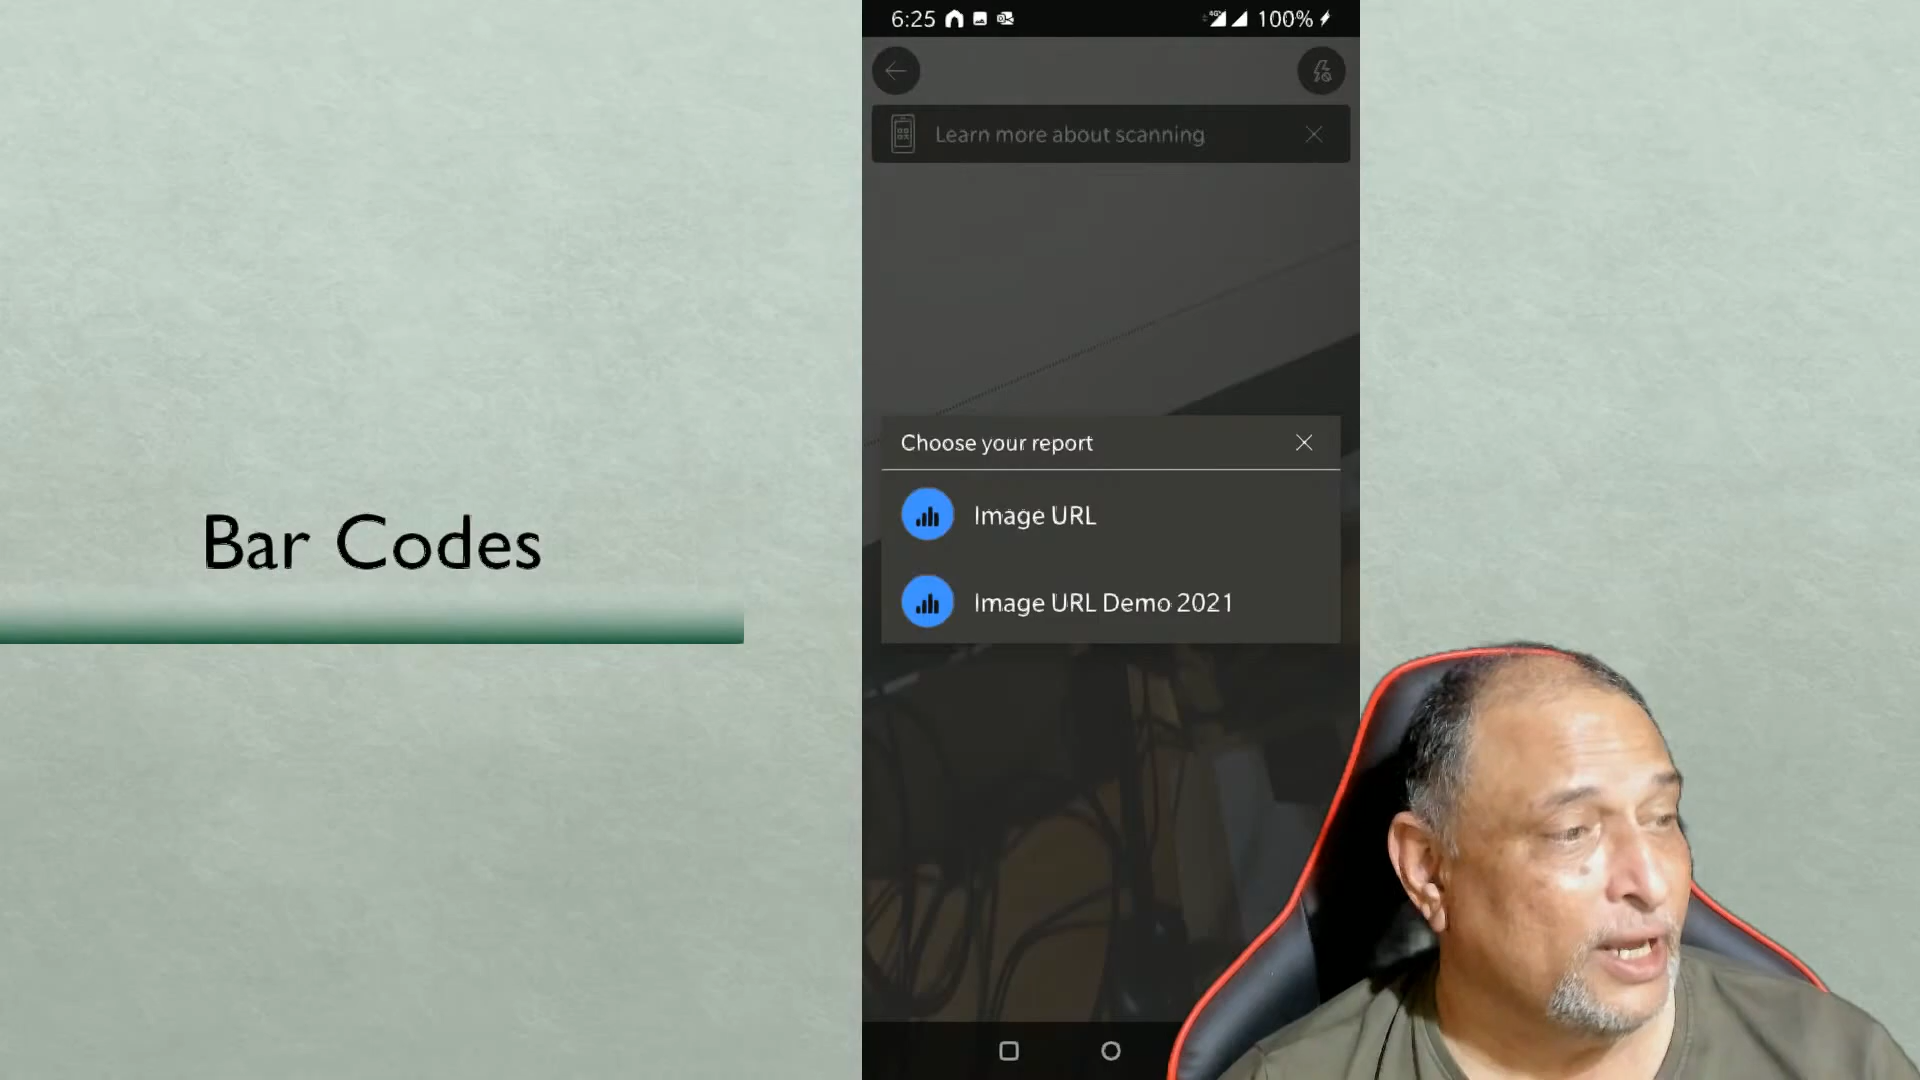 Bar Codes
6:25
100%
Learn more about scanning
Choose your report
Image URL
Image URL Demo 2021